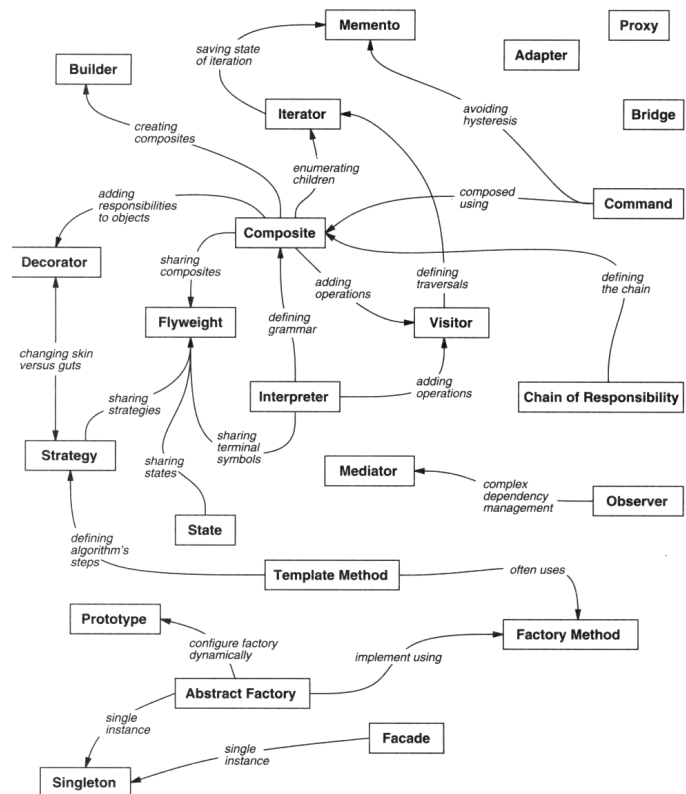 Memento
Proxy
saving state
of iteration
Adapter
Builder
Iterator
avoiding
hysteresis
Bridge
creating
composites
enumerating
children
adding
responsibilities
to objects
composed
using
Command
Composite
Decorator
sharing
composites
adding
operations
defining
traversals
defining
the chain
Flyweight
defining
grammar
Visitor
changing skin
versus guts
sharing
strategies
Interpreter
adding
operations
Chain of Responsibility
sharing
terminal
symbols
Strategy
sharing
states
Mediator
complex
dependency
management
Observer
State
defining
algorithm's
steps
Template Method
often uses
Prototype
configure factory
dynamically
implement using
Factory Method
Abstract Factory
single
instance
Facade
single
instance
Singleton